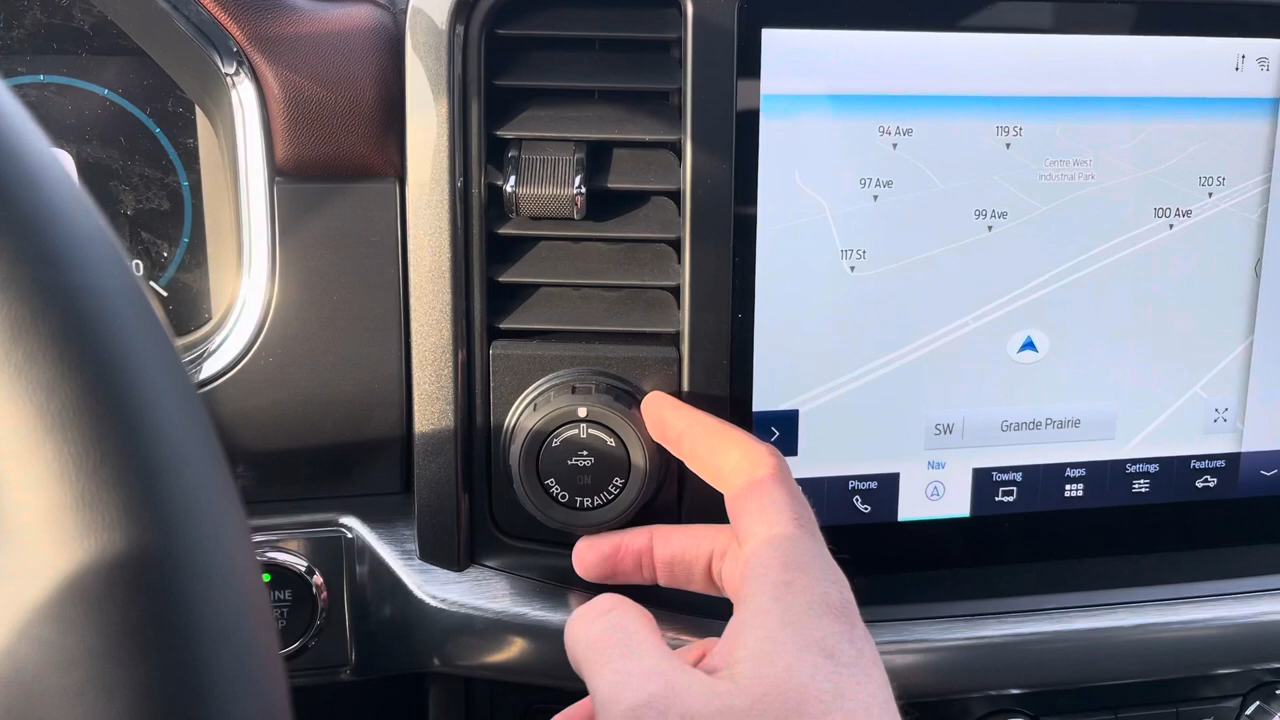 94 Ave
119 St
Centre West
Industrial Park
97 Ave
120 St
99 Ave
100 Ave
117 St
SW
Grande Prairie
Phone
Nav
Towing
Apps
Settings
Features
ON
PRO TRAILER
0